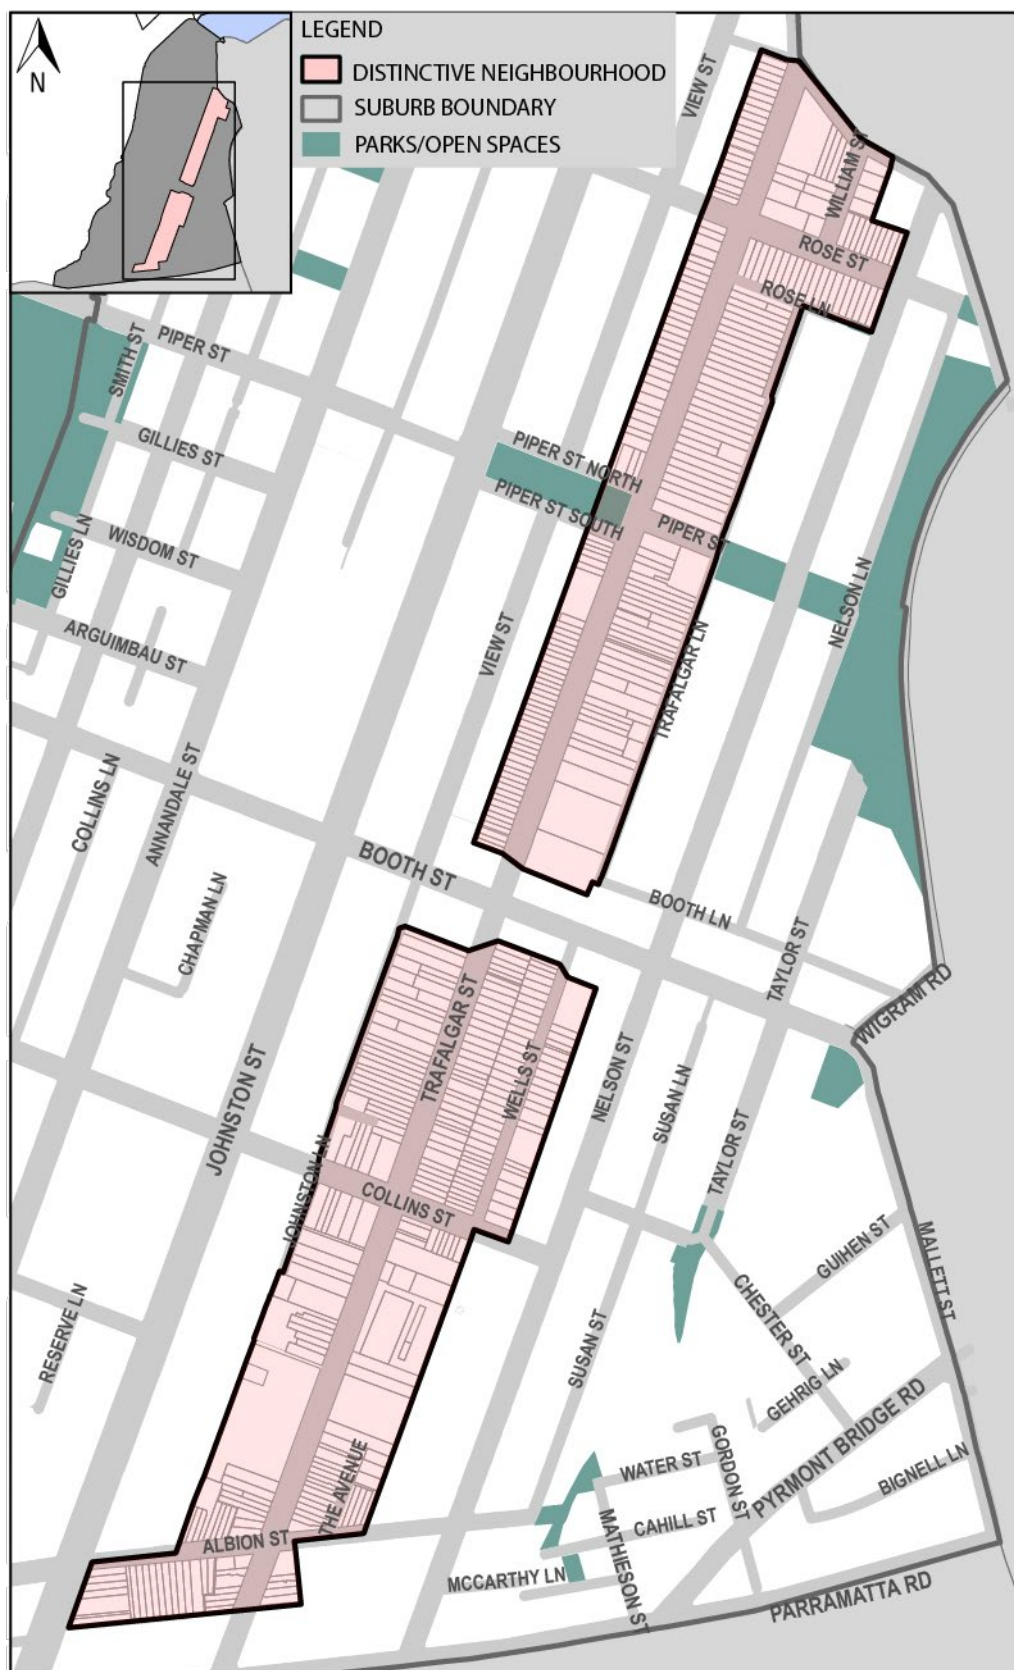 LEGEND
N
DISTINCTIVE NEIGHBOURHOOD
SUBURB BOUNDARY
PARKS/OPEN SPACES
VIEW ST
WILLIAM ST
ROSE ST
ROSE LN
PIPER ST
SMITH ST
GILLIES ST
PIPER ST NORTH
PIPER ST SOUTH
PIPER ST
GILLIES LN
WISDOM ST
NELSON LN
ARGUIMBAU ST
VIEW ST
TRAFALGAR LN
COLLINS LN
ANNANDALE ST
BOOTH ST
CHAPMAN LN
BOOTH LN
TAYLOR ST
WIGRAM RD
TRAFALGAR ST
WELLS ST
NELSON ST
SUSAN LN
JOHNSTON ST
TAYLOR ST
JOHNSTON LN
COLLINS ST
GUIHEN ST
MALLETT ST
RESERVE LN
SUSAN ST
CHESTER ST
GEHRIG LN
PYRMONT BRIDGE RD
THE AVENUE
WATER ST
GORDON ST
BIGNELL LN
ALBION ST
CAHILL ST
MATHIESON ST
MCCARTHY LN
PARRAMATTA RD